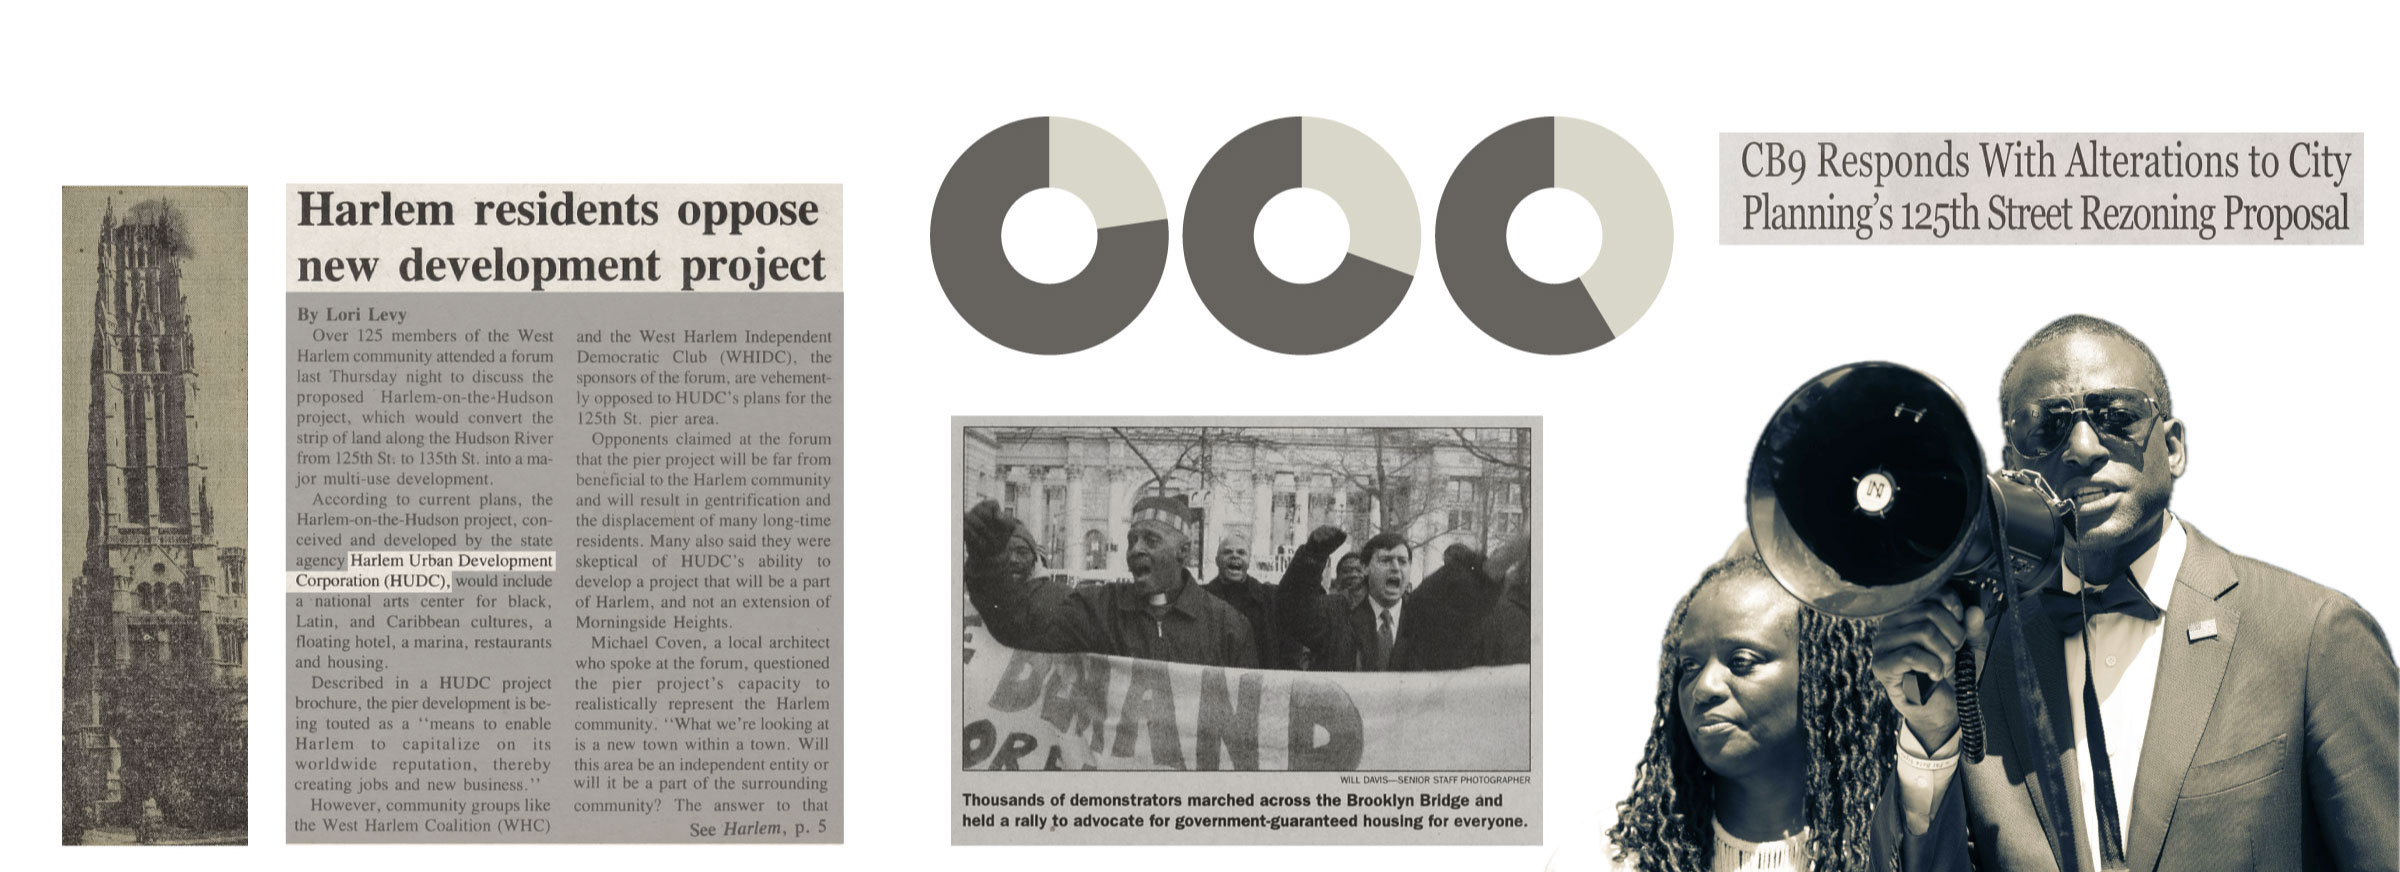 Harlem residents oppose
new development project
By Lori Levy
Over 125 members of the West
Harlem community attended a forum
last Thursday night to discuss the
proposed Harlem-on-the-Hudson
project, which would convert the
strip of land along the Hudson River
from 125th St. to 135th St. into a ma-
jor multi-use development.
According to current plans, the
Harlem-on-the-Hudson project, con-
ceived and developed by the state
agency Harlem Urban Development
Corporation (HUDC), would include
a national arts center for black,
Latin, and Caribbean cultures, a
floating hotel, a marina, restaurants
and housing.
Described in a HUDC project
brochure, the pier development is be-
ing touted as a ‘‘means to enable
Harlem to capitalize on its
worldwide reputation, thereby
creating jobs and new business.’’
However, community groups like
the West Harlem Coalition (WHC)
and the West Harlem Independent
Democratic Club (WHIDC), the
sponsors of the forum, are vehement-
ly opposed to HUDC's plans for the
125th St. pier area.
Opponents claimed at the forum
that the pier project will be far from
beneficial to the Harlem community
and will result in gentrification and
the displacement of many long-time
residents. Many also said they were
skeptical of HUDC's ability to
develop a project that will be a part
of Harlem, and not an extension of
Morningside Heights.
Michael Coven, a local architect
who spoke at the forum, questioned
the pier project's capacity to
realistically represent the Harlem
community. ‘‘What we're looking at
is a new town within a town. Will
this area be an independent entity or
will it be a part of the surrounding
community? The answer to that
See Harlem, p. 5
DEMAND
WILL DAVIS—SENIOR STAFF PHOTOGRAPHER
Thousands of demonstrators marched across the Brooklyn Bridge and
held a rally to advocate for government-guaranteed housing for everyone.
CB9 Responds With Alterations to City
Planning's 125th Street Rezoning Proposal
N